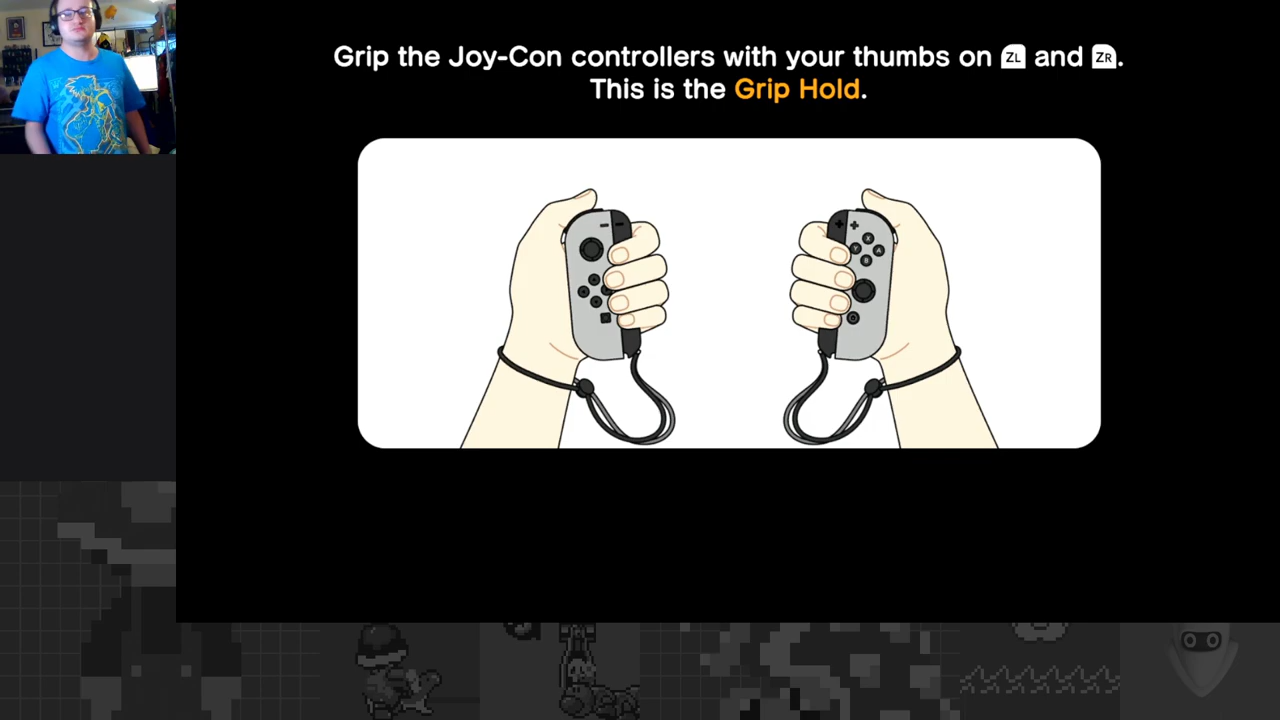 Grip the Joy-Con controllers with your thumbs on ZL and ZR.
This is the Grip Hold.
X
Y A
B